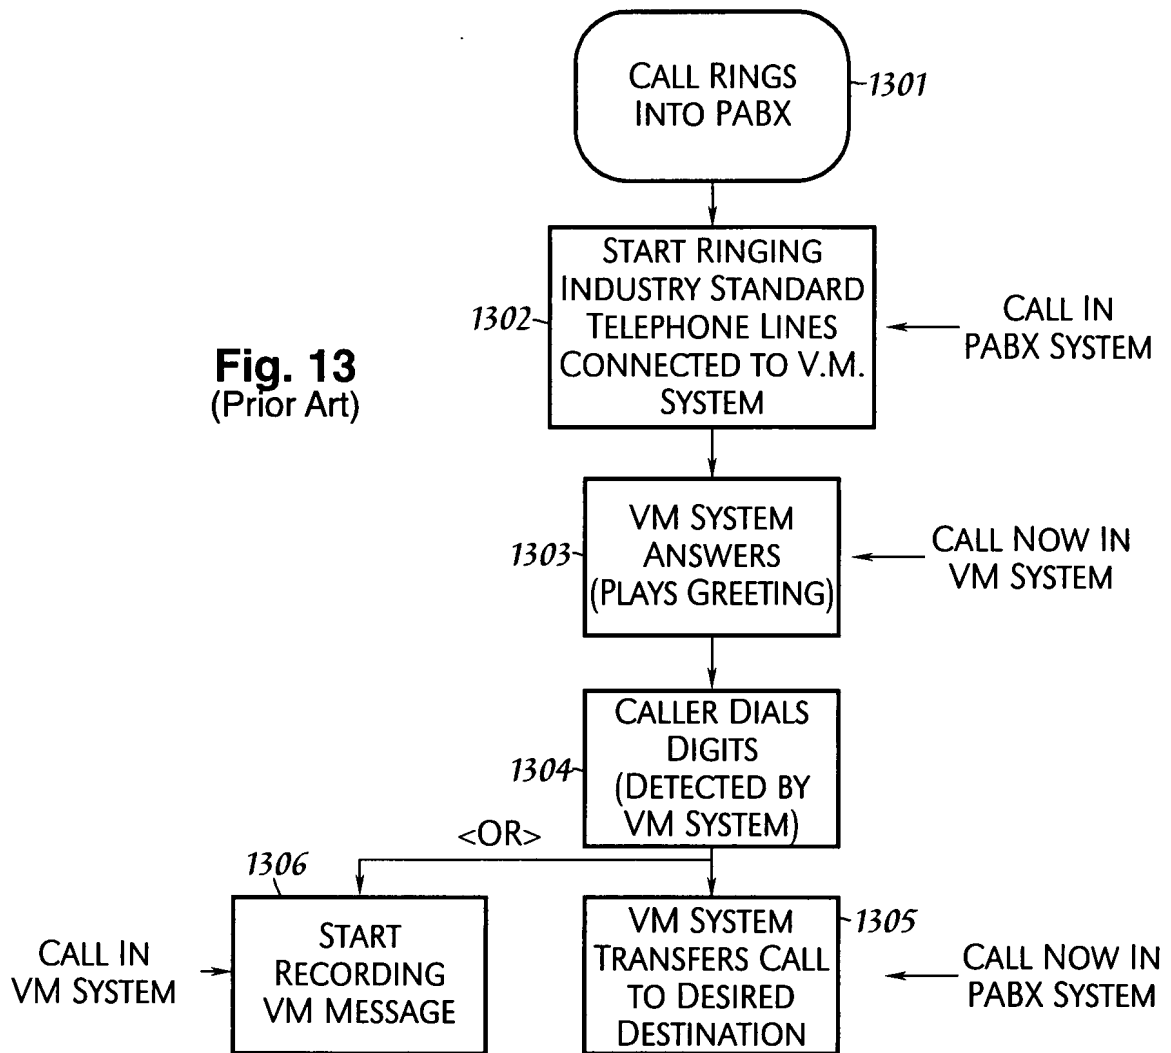 CALL RINGS
INTO PABX
1301
START RINGING
INDUSTRY STANDARD
TELEPHONE LINES
CONNECTED TO V.M.
SYSTEM
1302
CALL IN
PABX SYSTEM
Fig. 13
(Prior Art)
VM SYSTEM
ANSWERS
(PLAYS GREETING)
1303
CALL NOW IN
VM SYSTEM
CALLER DIALS
DIGITS
(DETECTED BY
VM SYSTEM)
1304
<OR>
1306
START
RECORDING
VM MESSAGE
CALL IN
VM SYSTEM
VM SYSTEM
TRANSFERS CALL
TO DESIRED
DESTINATION
1305
CALL NOW IN
PABX SYSTEM